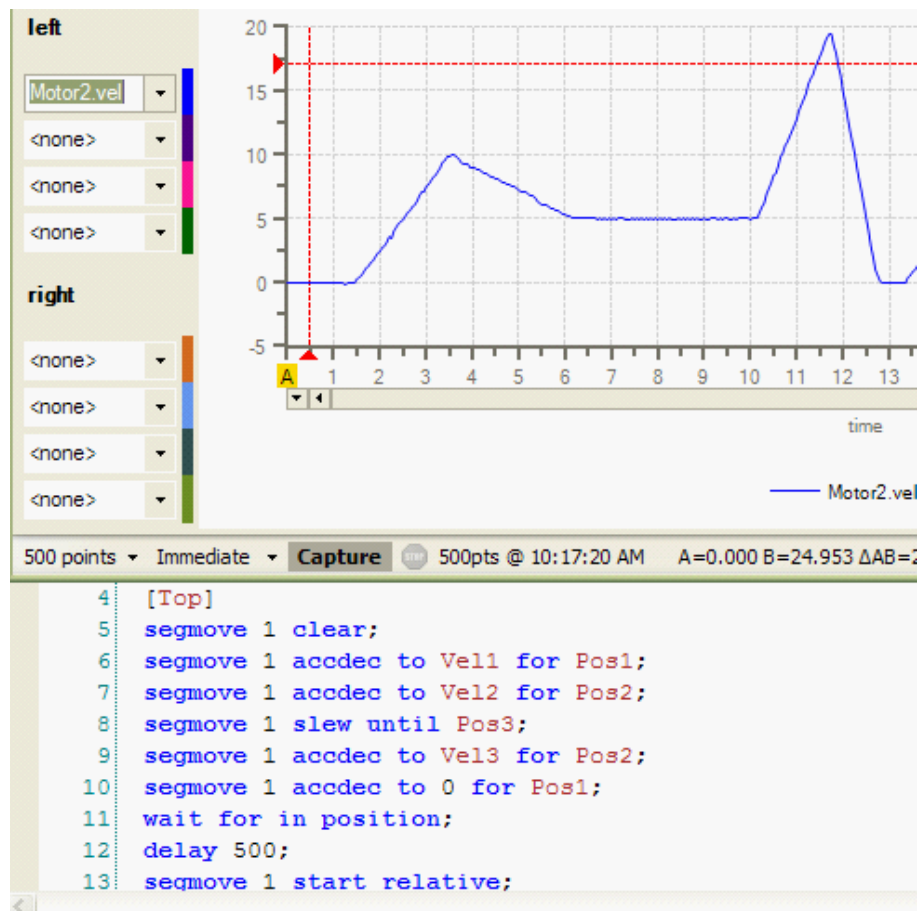 left
Motor2.vel
<none>
<none>
<none>
right
<none>
<none>
<none>
<none>
20
15
10
5
0
-5
A 1 2 3 4 5 6 7 8 9 10 11 12 13
time
Motor2.vel
500 points Immediate Capture STOP 500pts @ 10:17:20 AM A=0.000 B=24.953 ΔAB=2
4 [Top]
5 segmove 1 clear;
6 segmove 1 accdec to Vel1 for Pos1;
7 segmove 1 accdec to Vel2 for Pos2;
8 segmove 1 slew until Pos3;
9 segmove 1 accdec to Vel3 for Pos2;
10 segmove 1 accdec to 0 for Pos1;
11 wait for in position;
12 delay 500;
13 segmove 1 start relative;